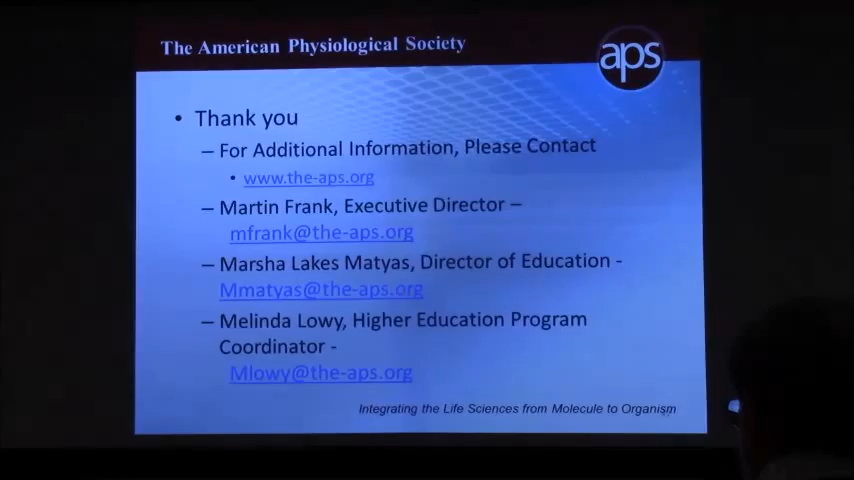 The American Physiological Society
aps
• Thank you
– For Additional Information, Please Contact
• www.the-aps.org
– Martin Frank, Executive Director –
mfrank@the-aps.org
– Marsha Lakes Matyas, Director of Education -
Mmatyas@the-aps.org
– Melinda Lowy, Higher Education Program
Coordinator -
Mlowy@the-aps.org
Integrating the Life Sciences from Molecule to Organism